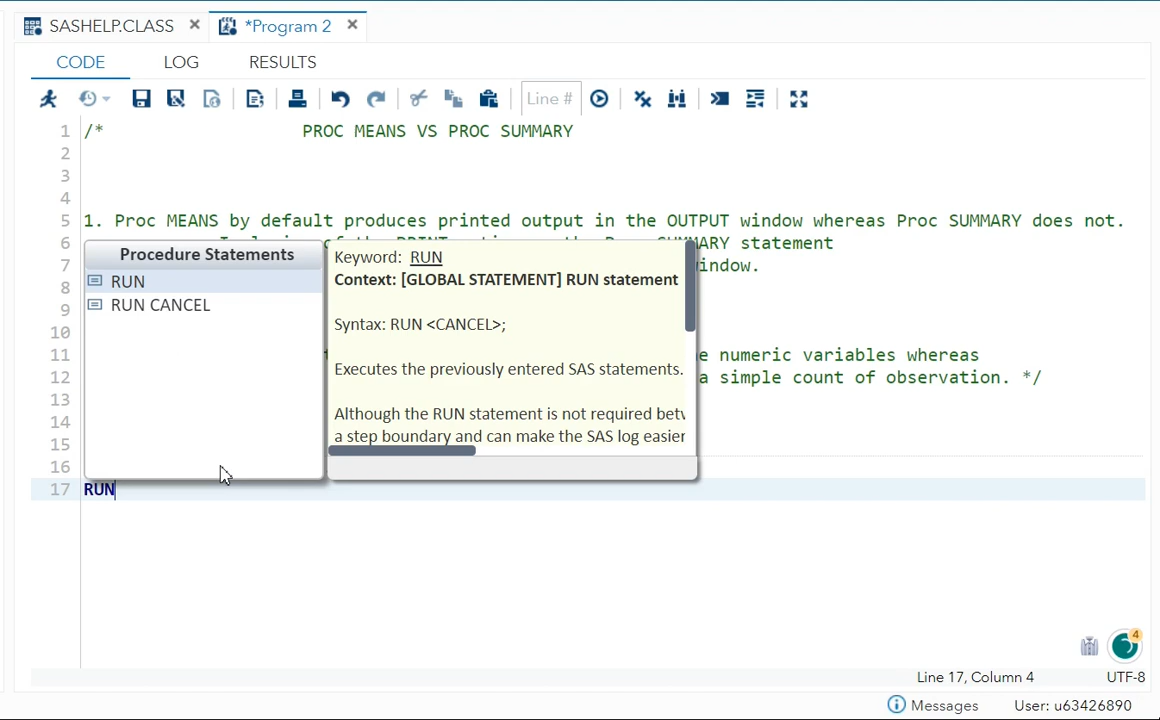 SASHELP.CLASS × *Program 2 ×
CODE LOG RESULTS
Line #
1 /* PROC MEANS VS PROC SUMMARY
2
3
4
5 1. Proc MEANS by default produces printed output in the OUTPUT window whereas Proc SUMMARY does not.
6 SUMMARY statement
7 window.
8
9
10
11 numeric variables whereas
12 a simple count of observation. */
13
14
15
16
17 RUN
Procedure Statements
RUN
RUN CANCEL
Keyword: RUN
Context: [GLOBAL STATEMENT] RUN statement
Syntax: RUN <CANCEL>;
Executes the previously entered SAS statements.
Although the RUN statement is not required
a step boundary and can make the SAS log easier
4
Line 17, Column 4 UTF-8
Messages User: u63426890